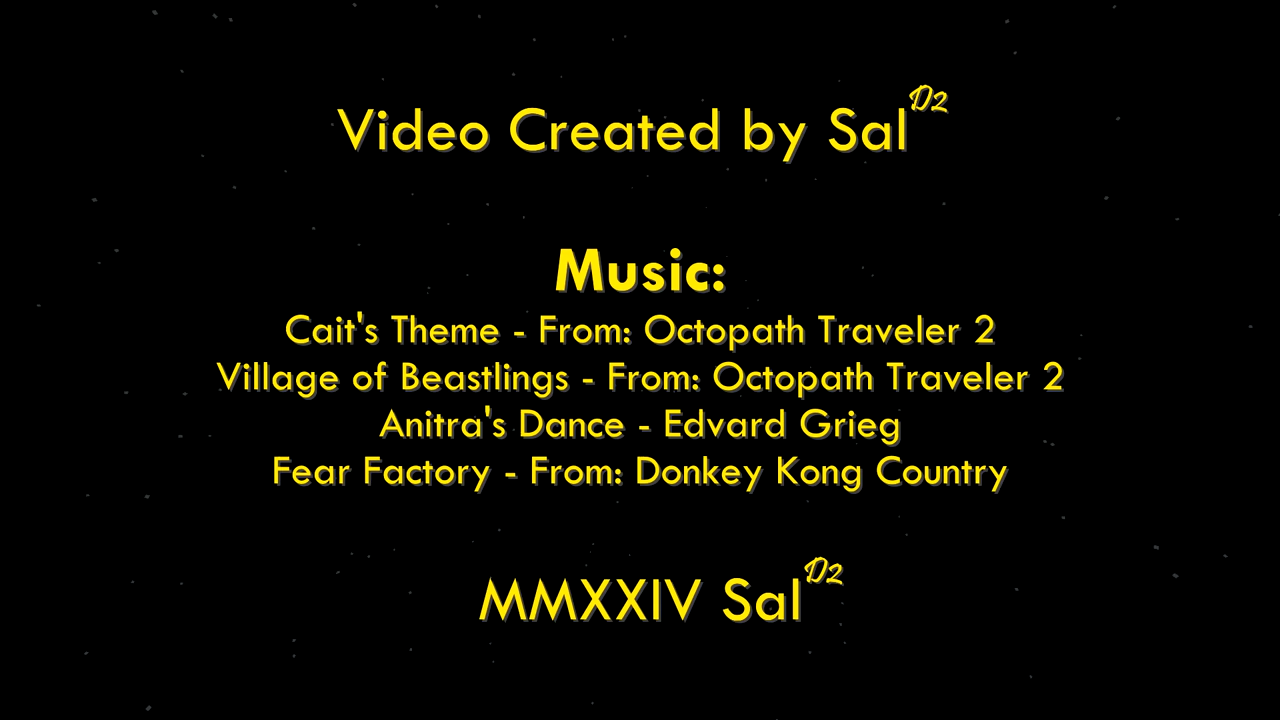 Video Created by Sal D2
Music:
Cait's Theme - From: Octopath Traveler 2
Village of Beastlings - From: Octopath Traveler 2
Anitra's Dance - Edvard Grieg
Fear Factory - From: Donkey Kong Country
MMXXIV Sal D2